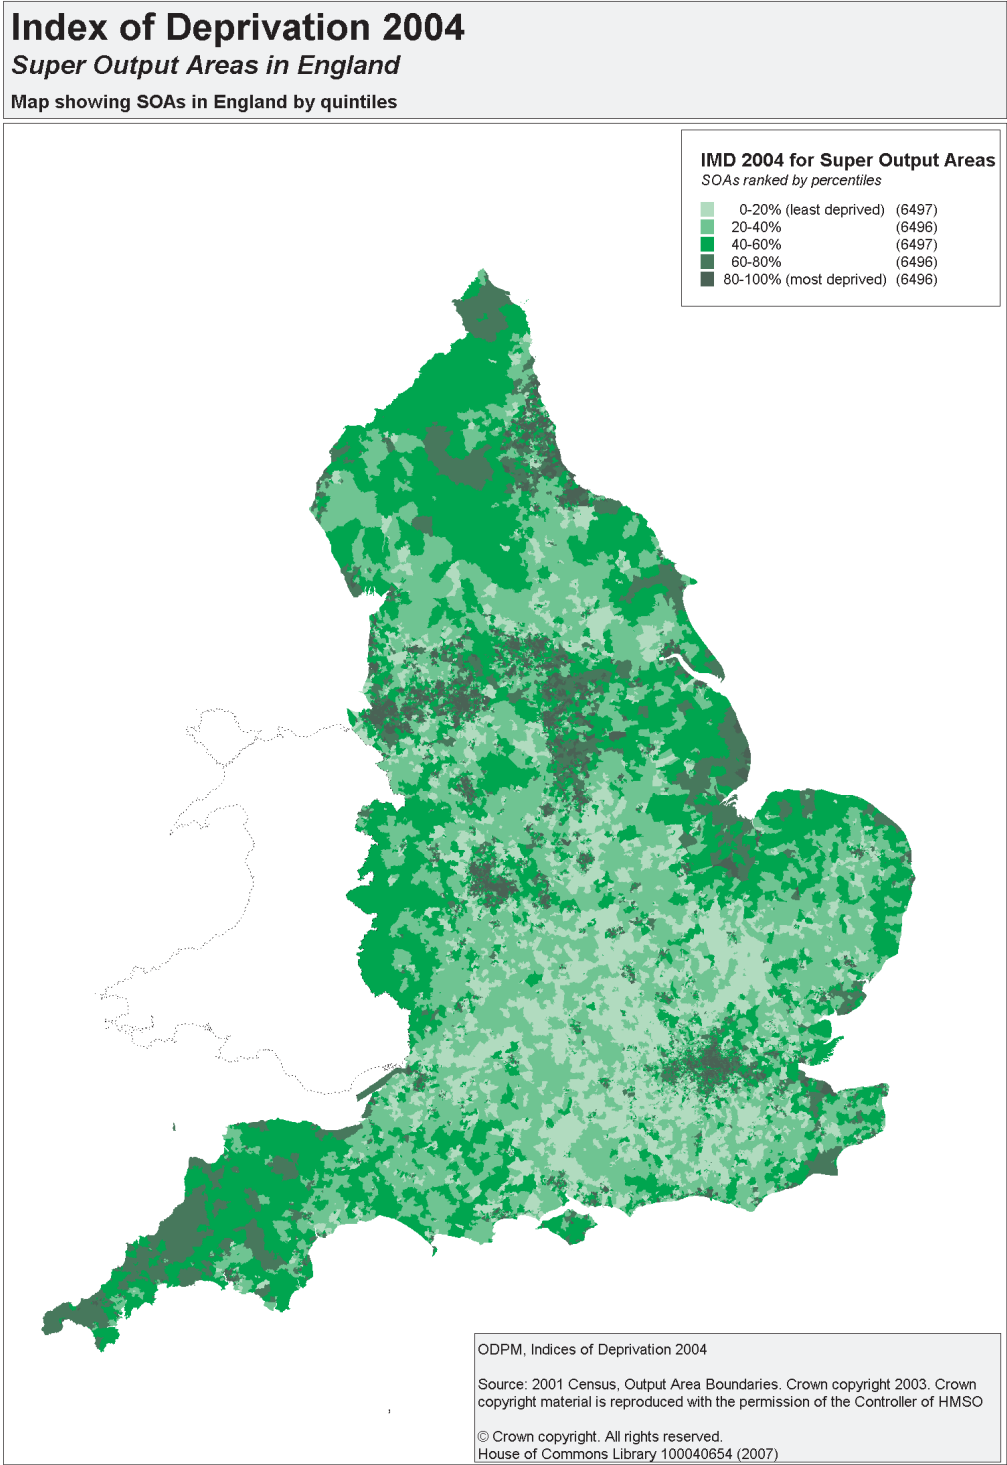 Index of Deprivation 2004
Super Output Areas in England
Map showing SOAs in England by quintiles
IMD 2004 for Super Output Areas
SOAs ranked by percentiles
0-20% (least deprived) (6497)
20-40% (6496)
40-60% (6497)
60-80% (6496)
80-100% (most deprived) (6496)
ODPM, Indices of Deprivation 2004
Source: 2001 Census, Output Area Boundaries. Crown copyright 2003. Crown
copyright material is reproduced with the permission of the Controller of HMSO
© Crown copyright. All rights reserved.
House of Commons Library 100040654 (2007)